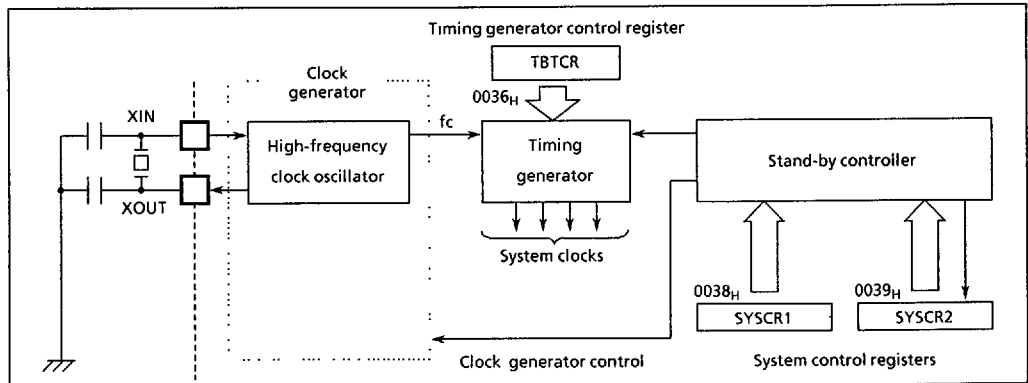 Timing generator control register
TBTCR
Clock
generator
0036H
XIN
fc
High-frequency
clock oscillator
Timing
generator
Stand-by controller
XOUT
System clocks
0038H
0039H
SYSCR1
SYSCR2
Clock generator control
System control registers